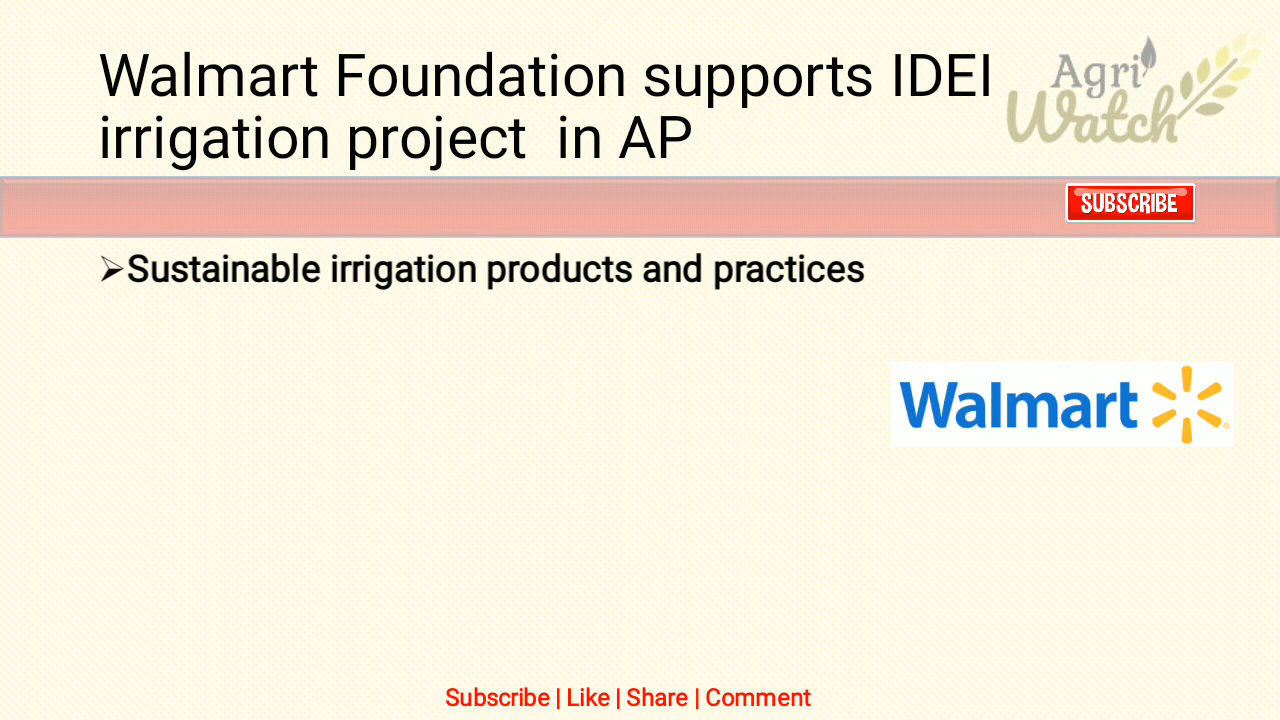 Walmart Foundation supports IDEI
irrigation project  in AP
Agri
Watch
SUBSCRIBE
➢Sustainable irrigation products and practices
Walmart
Subscribe | Like | Share | Comment